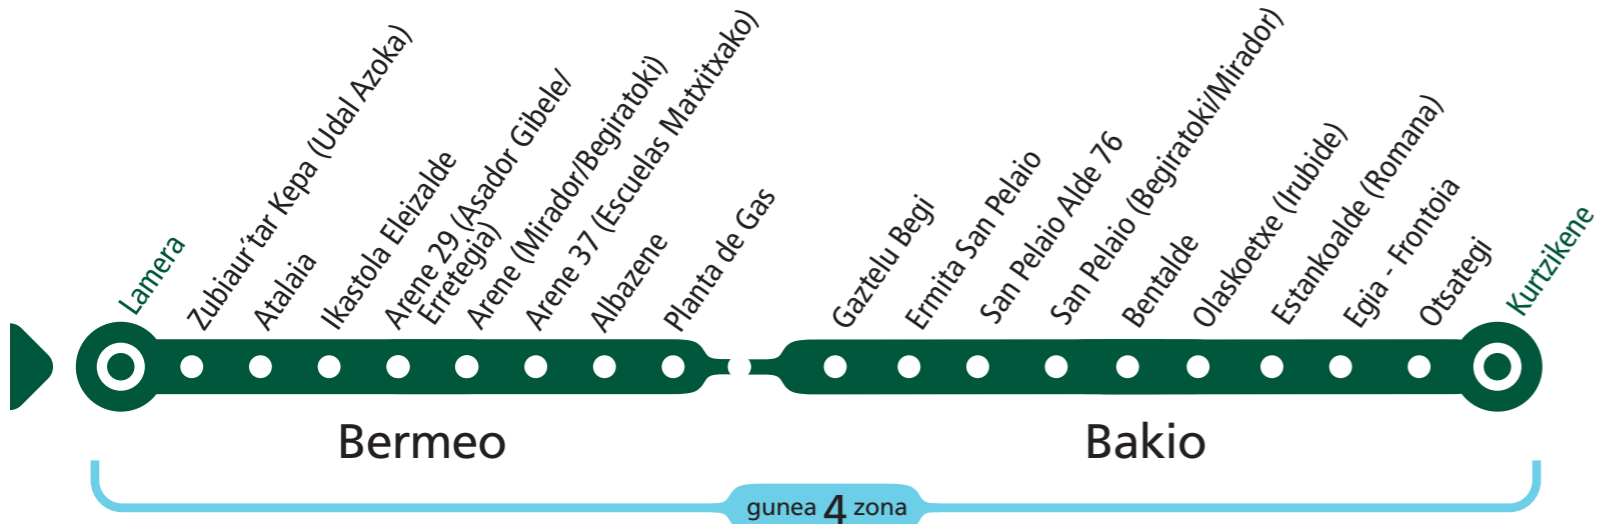 Lamera
Zubiaur´tar Kepa (Udal Azoka)
Atalaia
Ikastola Eleizalde
Arene 29 (Asador Gibele/
Erretegia)
Arene (Mirador/Begiratoki)
Arene 37 (Escuelas Matxitxako)
Albazene
Planta de Gas
Gaztelu Begi
Ermita San Pelaio
San Pelaio Alde 76
San Pelaio (Begiratoki/Mirador)
Bentalde
Olaskoetxe (Irubide)
Estankoalde (Romana)
Egia - Frontoia
Otsategi
Kurtzikene
Bermeo
Bakio
gunea 4 zona